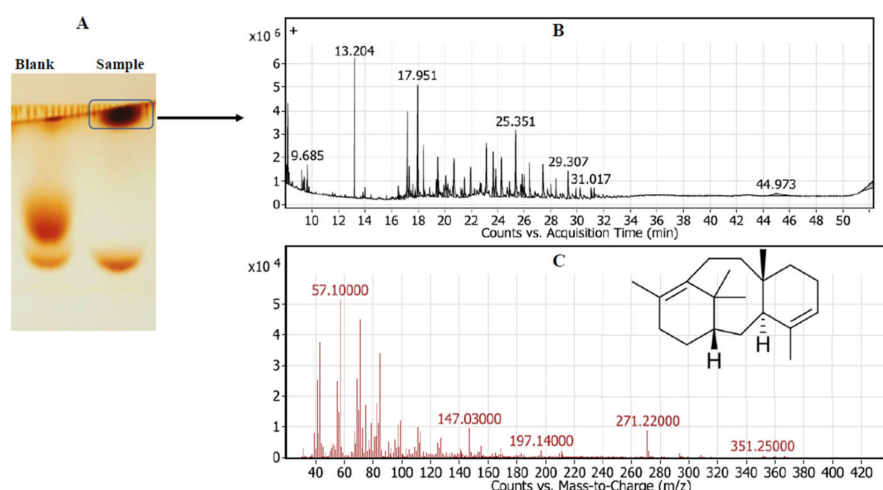 A
Blank Sample
B
x10 6
+
6
5
4
3
2
1
0
13.204
17.951
25.351
9.685
29.307
31.017
44.973
10 12 14 16 18 20 22 24 26 28 30 32 34 36 38 40 42 44 46 48 50 52
Counts vs. Acquisition Time (min)
C
x10 4
5
4
3
2
1
0
57.10000
147.03000
197.14000
271.22000
351.25000
H
H
40 60 80 100 120 140 160 180 200 220 240 260 280 300 320 340 360 380 400 420
Counts vs. Mass-to-Charge (m/z)